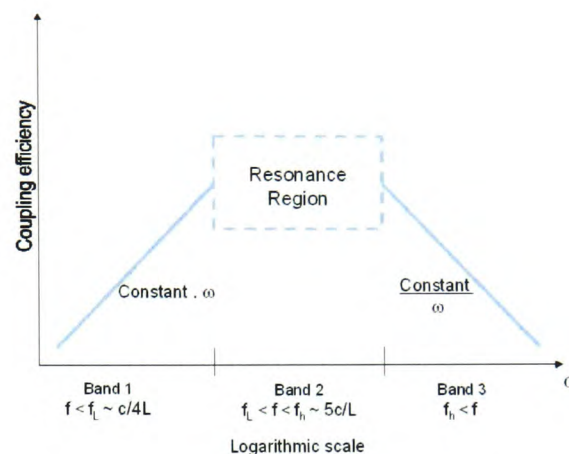 Coupling efficiency
Resonance
Region
Constant . ω
Constant
ω
Band 1
f < f_L ~ c/4L
Band 2
f_L < f < f_h ~ 5c/L
Band 3
f_h < f
Logarithmic scale